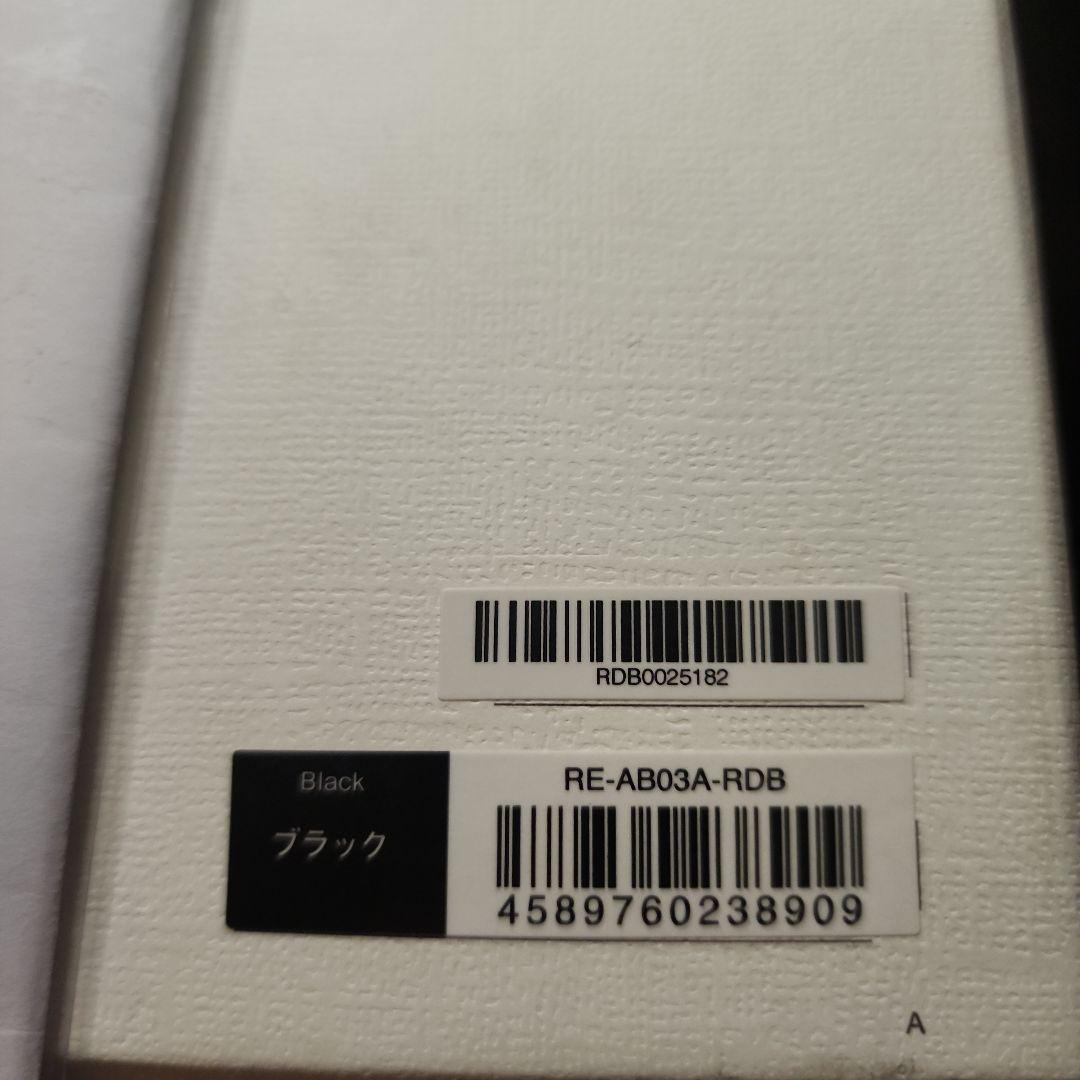 RDB0025182
Black
ブラック
RE-AB03A-RDB
4589760238909
A